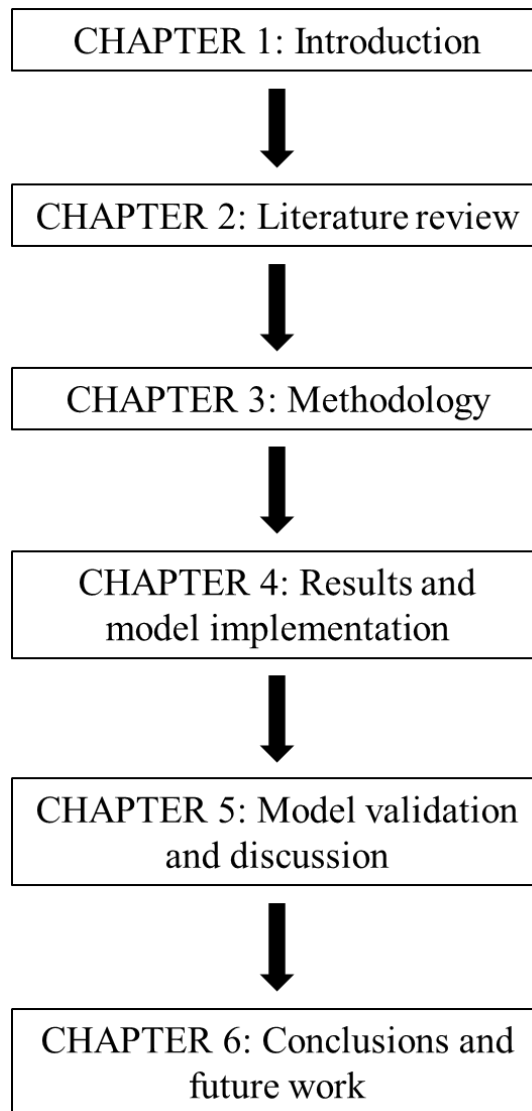 CHAPTER 1: Introduction
CHAPTER 2: Literature review
CHAPTER 3: Methodology
CHAPTER 4: Results and
model implementation
CHAPTER 5: Model validation
and discussion
CHAPTER 6: Conclusions and
future work